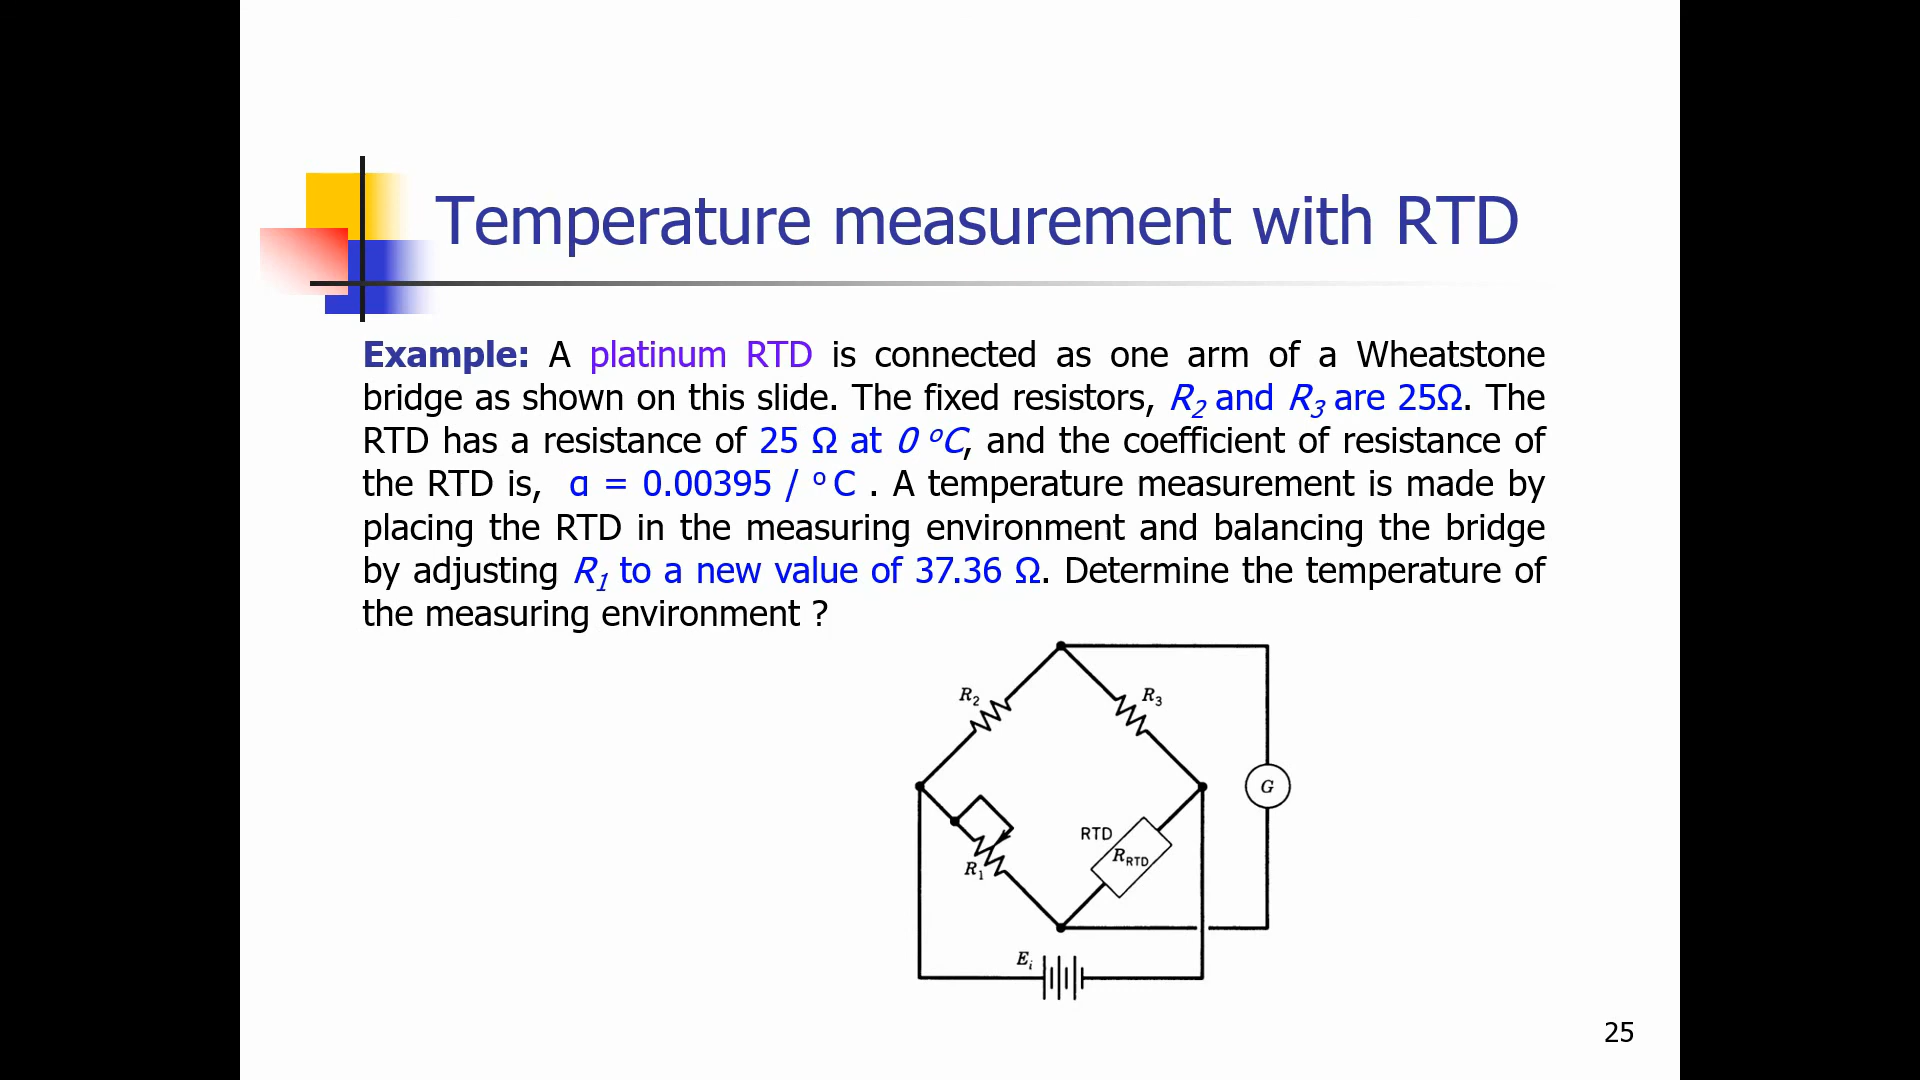 Temperature measurement with RTD
Example: A platinum RTD is connected as one arm of a Wheatstone
bridge as shown on this slide. The fixed resistors, R2 and R3 are 25Ω. The
RTD has a resistance of 25 Ω at 0 ºC, and the coefficient of resistance of
the RTD is, α = 0.00395 / º C . A temperature measurement is made by
placing the RTD in the measuring environment and balancing the bridge
by adjusting R1 to a new value of 37.36 Ω. Determine the temperature of
the measuring environment ?
R2
R3
G
RTD
RRTD
R1
Ei
25